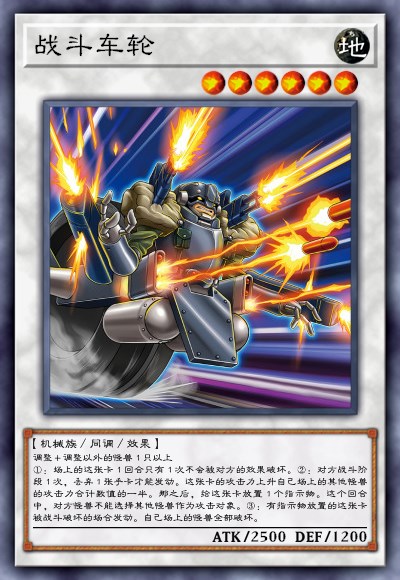 战斗车轮
地
【机械族／同调／效果】
调整＋调整以外的怪兽1只以上
①：场上的这张卡1回合只有1次不会被对方的效果破坏。②：对方战斗阶
段1次，丢弃1张手卡才能发动。这张卡的攻击力上升自己场上的其他怪兽
的攻击力合计数值的一半。那之后，给这张卡放置1个指示物。这个回合
中，对方怪兽不能选择其他怪兽作为攻击对象。③：有指示物放置的这张卡
被战斗破坏的场合发动。自己场上的怪兽全部破坏。
ATK/2500 DEF/1200